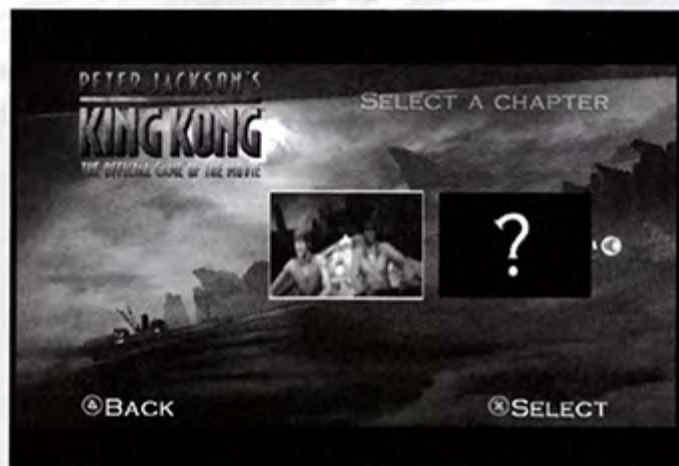 PETER JACKSON'S
KING KONG
THE OFFICIAL GAME OF THE MOVIE
SELECT A CHAPTER
?
BACK
SELECT